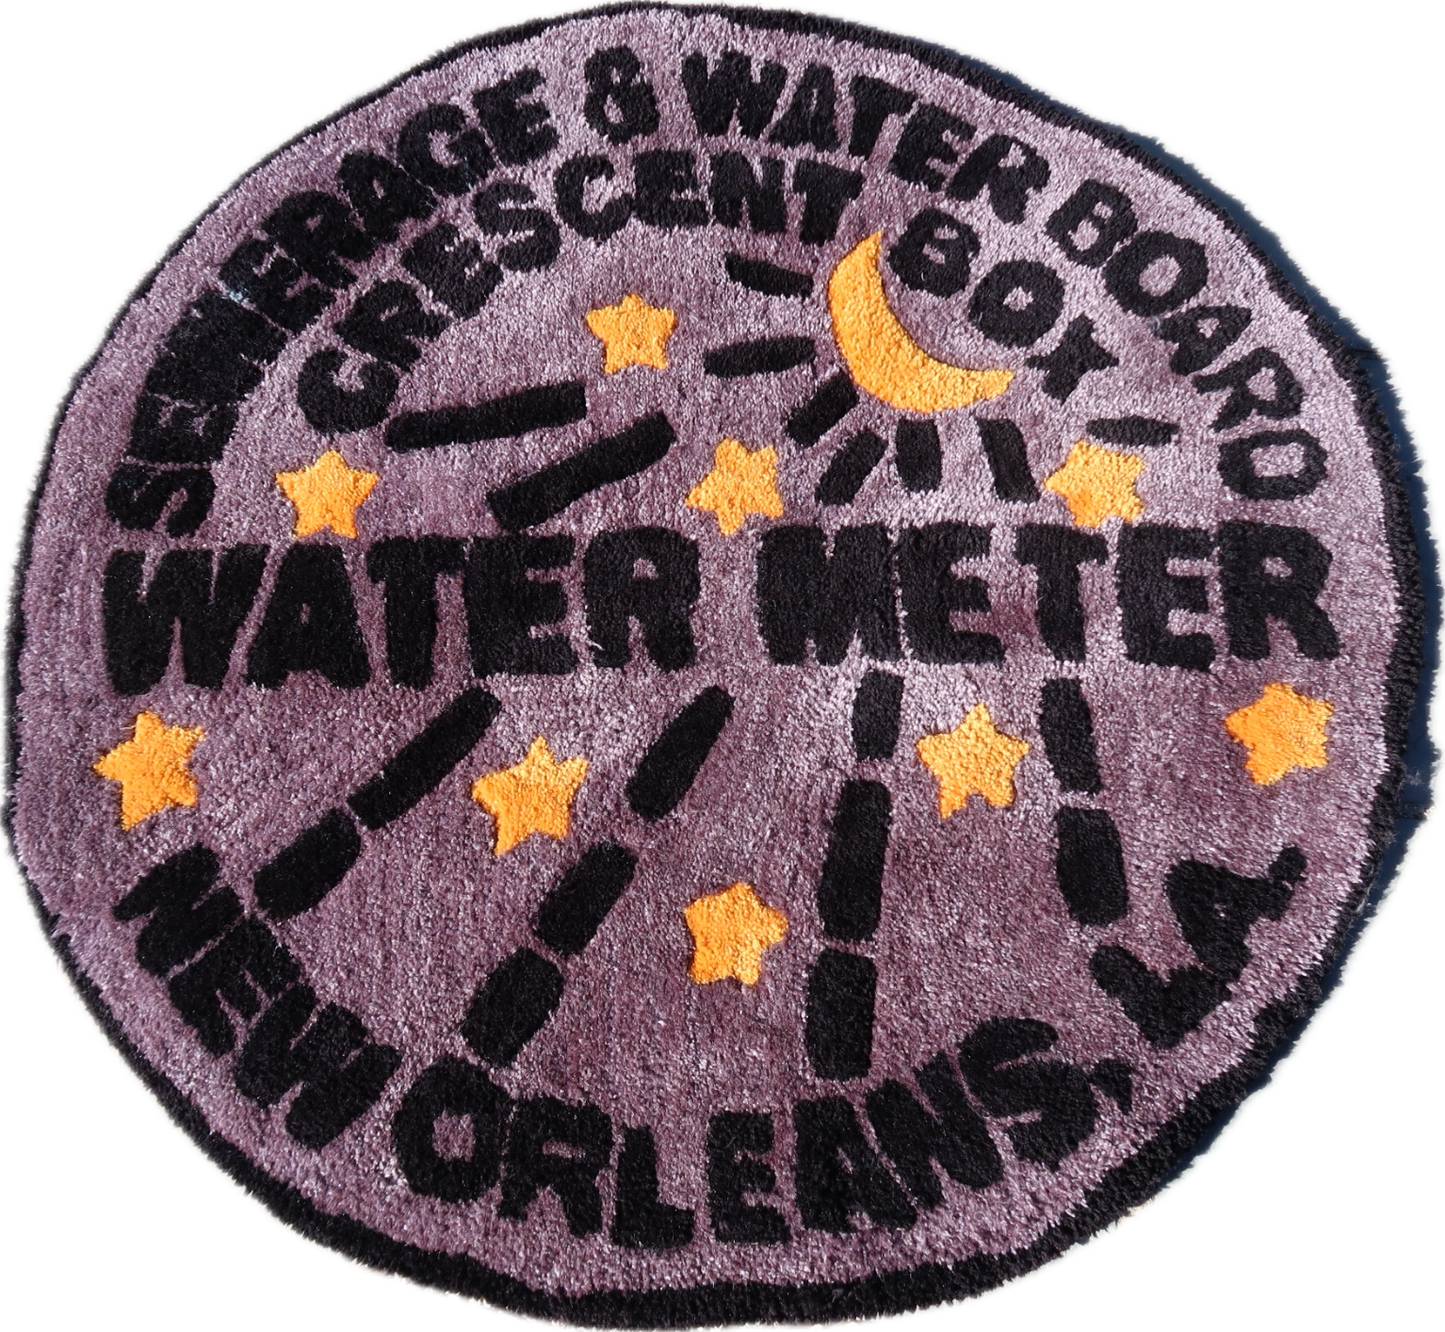 SEWERAGE & WATER BOARD
CRESCENT BOX
WATER METER
NEW ORLEANS, LA